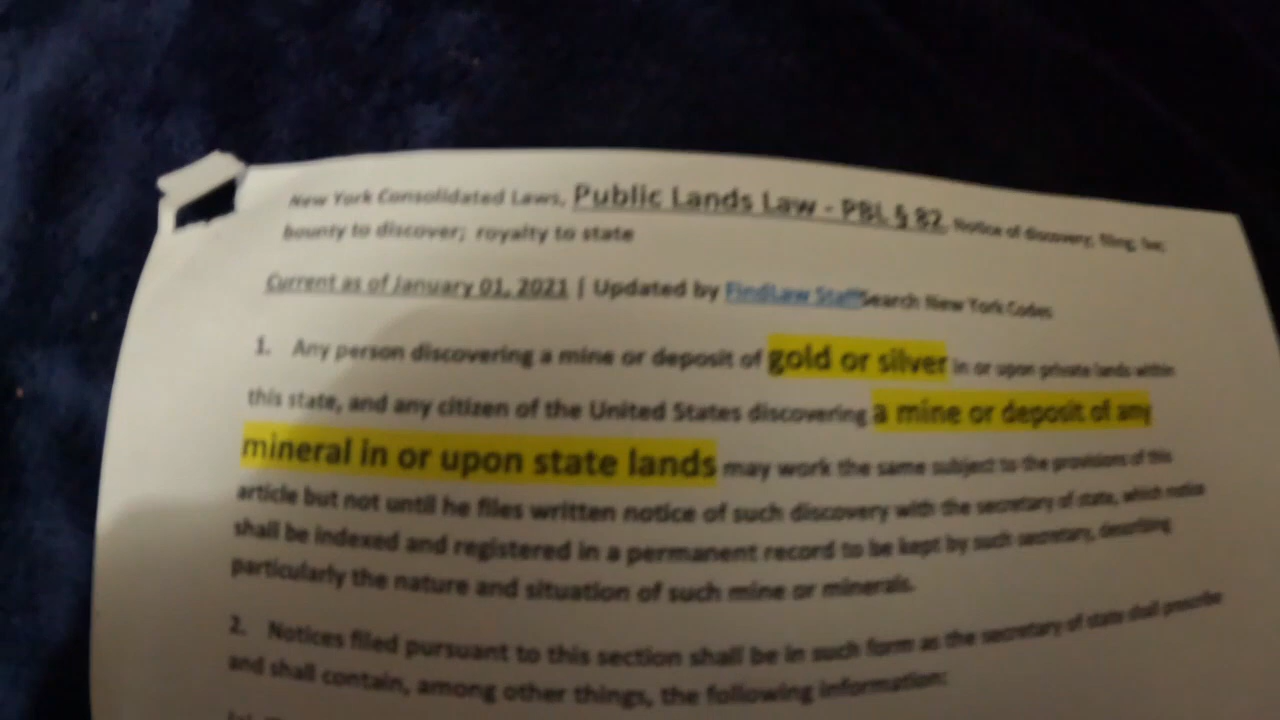 New York Consolidated Laws, Public Lands Law - PBL § 82, Notice of discovery; filing; fee;
bounty to discover; royalty to state
Current as of January 01, 2021 | Updated by FindLaw StaffSearch New York Codes
1. Any person discovering a mine or deposit of gold or silver in or upon private lands within
this state, and any citizen of the United States discovering a mine or deposit of any
mineral in or upon state lands may work the same subject to the provisions of this
article but not until he files written notice of such discovery with the secretary of state, which notice
shall be indexed and registered in a permanent record to be kept by such secretary, describing
particularly the nature and situation of such mine or minerals.
2. Notices filed pursuant to this section shall be in such form as the secretary of state shall prescribe
and shall contain, among other things, the following information: